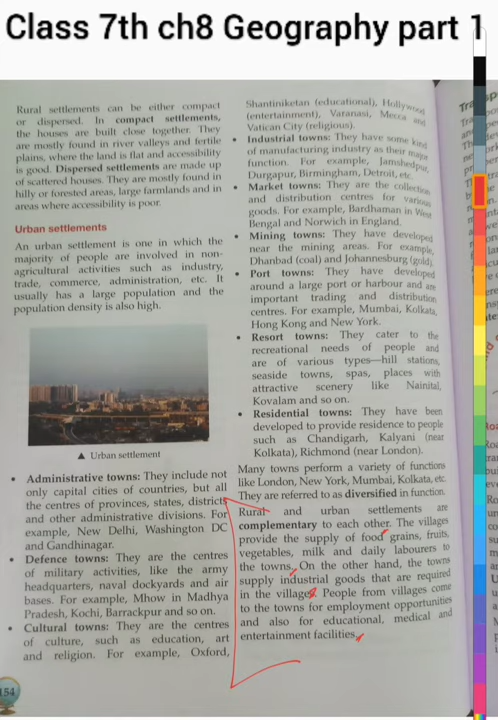 Class 7th ch8 Geography part 1
Rural settlements can be either compact
or dispersed. In compact settlements,
the houses are built close together. They
are mostly found in river valleys and fertile
plains, where the land is flat and accessibility
is good. Dispersed settlements are made up
of scattered houses. They are mostly found in
hilly or forested areas, large farmlands and in
areas where accessibility is poor.
Urban settlements
An urban settlement is one in which the
majority of people are involved in non-
agricultural activities such as industry,
trade, commerce, administration, etc. It
usually has a large population and the
population density is also high.
▲ Urban settlement
• Administrative towns: They include not
only capital cities of countries, but all
the centres of provinces, states, districts
and other administrative divisions. For
example, New Delhi, Washington DC
and Gandhinagar.
• Defence towns: They are the centres
of military activities, like the army
headquarters, naval dockyards and air
bases. For example, Mhow in Madhya
Pradesh, Kochi, Barrackpur and so on.
• Cultural towns: They are the centres
of culture, such as education, art
and religion. For example, Oxford,
154
Shantiniketan (educational), Hollywood
(entertainment), Varanasi, Mecca and
Vatican City (religious).
• Industrial towns: They have some kind
of manufacturing industry as their major
function. For example, Jamshedpur,
Durgapur, Birmingham, Detroit, etc.
• Market towns: They are the collection
and distribution centres for various
goods. For example, Bardhaman in West
Bengal and Norwich in England.
• Mining towns: They have developed
near the mining areas. For example,
Dhanbad (coal) and Johannesburg (gold).
• Port towns: They have developed
around a large port or harbour and are
important trading and distribution
centres. For example, Mumbai, Kolkata,
Hong Kong and New York.
• Resort towns: They cater to the
recreational needs of people and
are of various types—hill stations,
seaside towns, spas, places with
attractive scenery like Nainital,
Kovalam and so on.
• Residential towns: They have been
developed to provide residence to people
such as Chandigarh, Kalyani (near
Kolkata), Richmond (near London).
Many towns perform a variety of functions
like London, New York, Mumbai, Kolkata, etc.
They are referred to as diversified in function.
Rural and urban settlements are
complementary to each other. The villages
provide the supply of food grains, fruits,
vegetables, milk and daily labourers to
the towns. On the other hand, the towns
supply industrial goods that are required
in the villages. People from villages come
to the towns for employment opportunities
and also for educational, medical and
entertainment facilities.